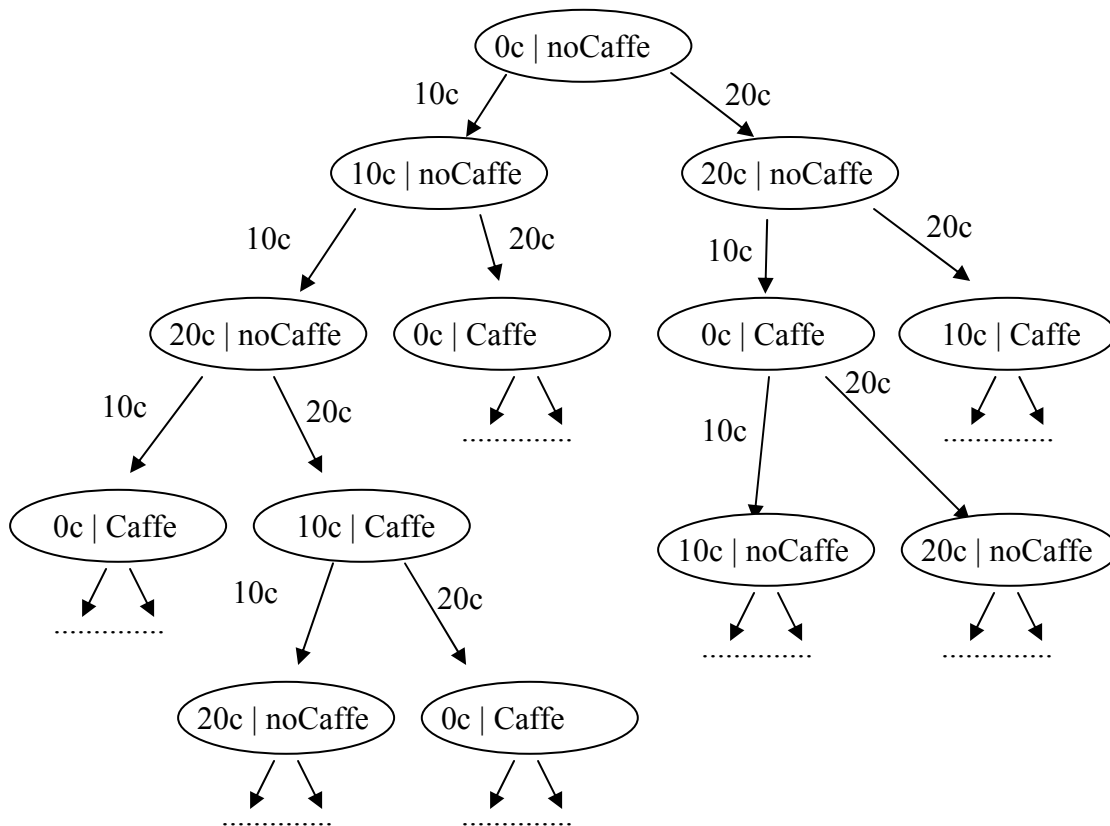 0c | noCaffe
10c 20c
10c | noCaffe 20c | noCaffe
10c 20c 10c 20c
20c | noCaffe 0c | Caffe 0c | Caffe 10c | Caffe
10c 20c 10c 20c
...............
...............
0c | Caffe 10c | Caffe 10c | noCaffe 20c | noCaffe
10c 20c
...............
...............
...............
20c | noCaffe 0c | Caffe
...............
...............